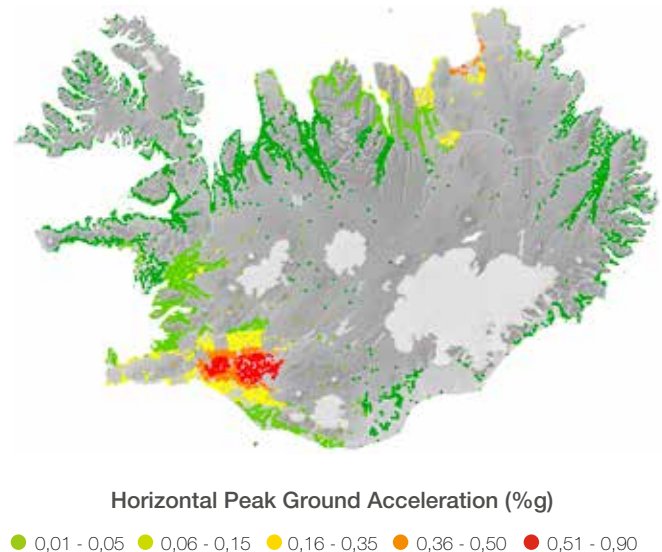 Horizontal Peak Ground Acceleration (%g)
0,01 - 0,05 0,06 - 0,15 0,16 - 0,35 0,36 - 0,50 0,51 - 0,90